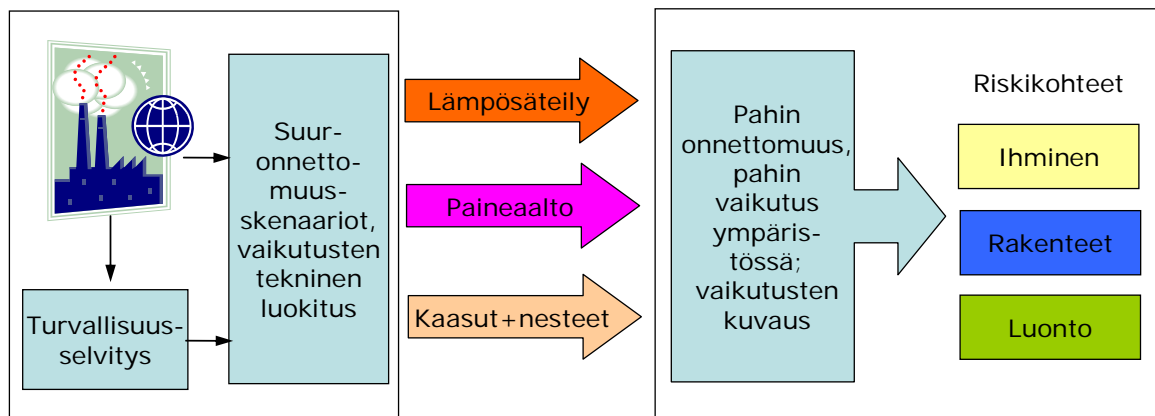 Turvallisuus-
selvitys
Suur-
onnetto-
muus-
skenaariot,
vaikutusten
tekninen
luokitus
Lämpösäteily
Paineaalto
Kaasut+nesteet
Pahin
onnettomuus,
pahin
vaikutus
ympäris-
tössä;
vaikutusten
kuvaus
Riskikohteet
Ihminen
Rakenteet
Luonto